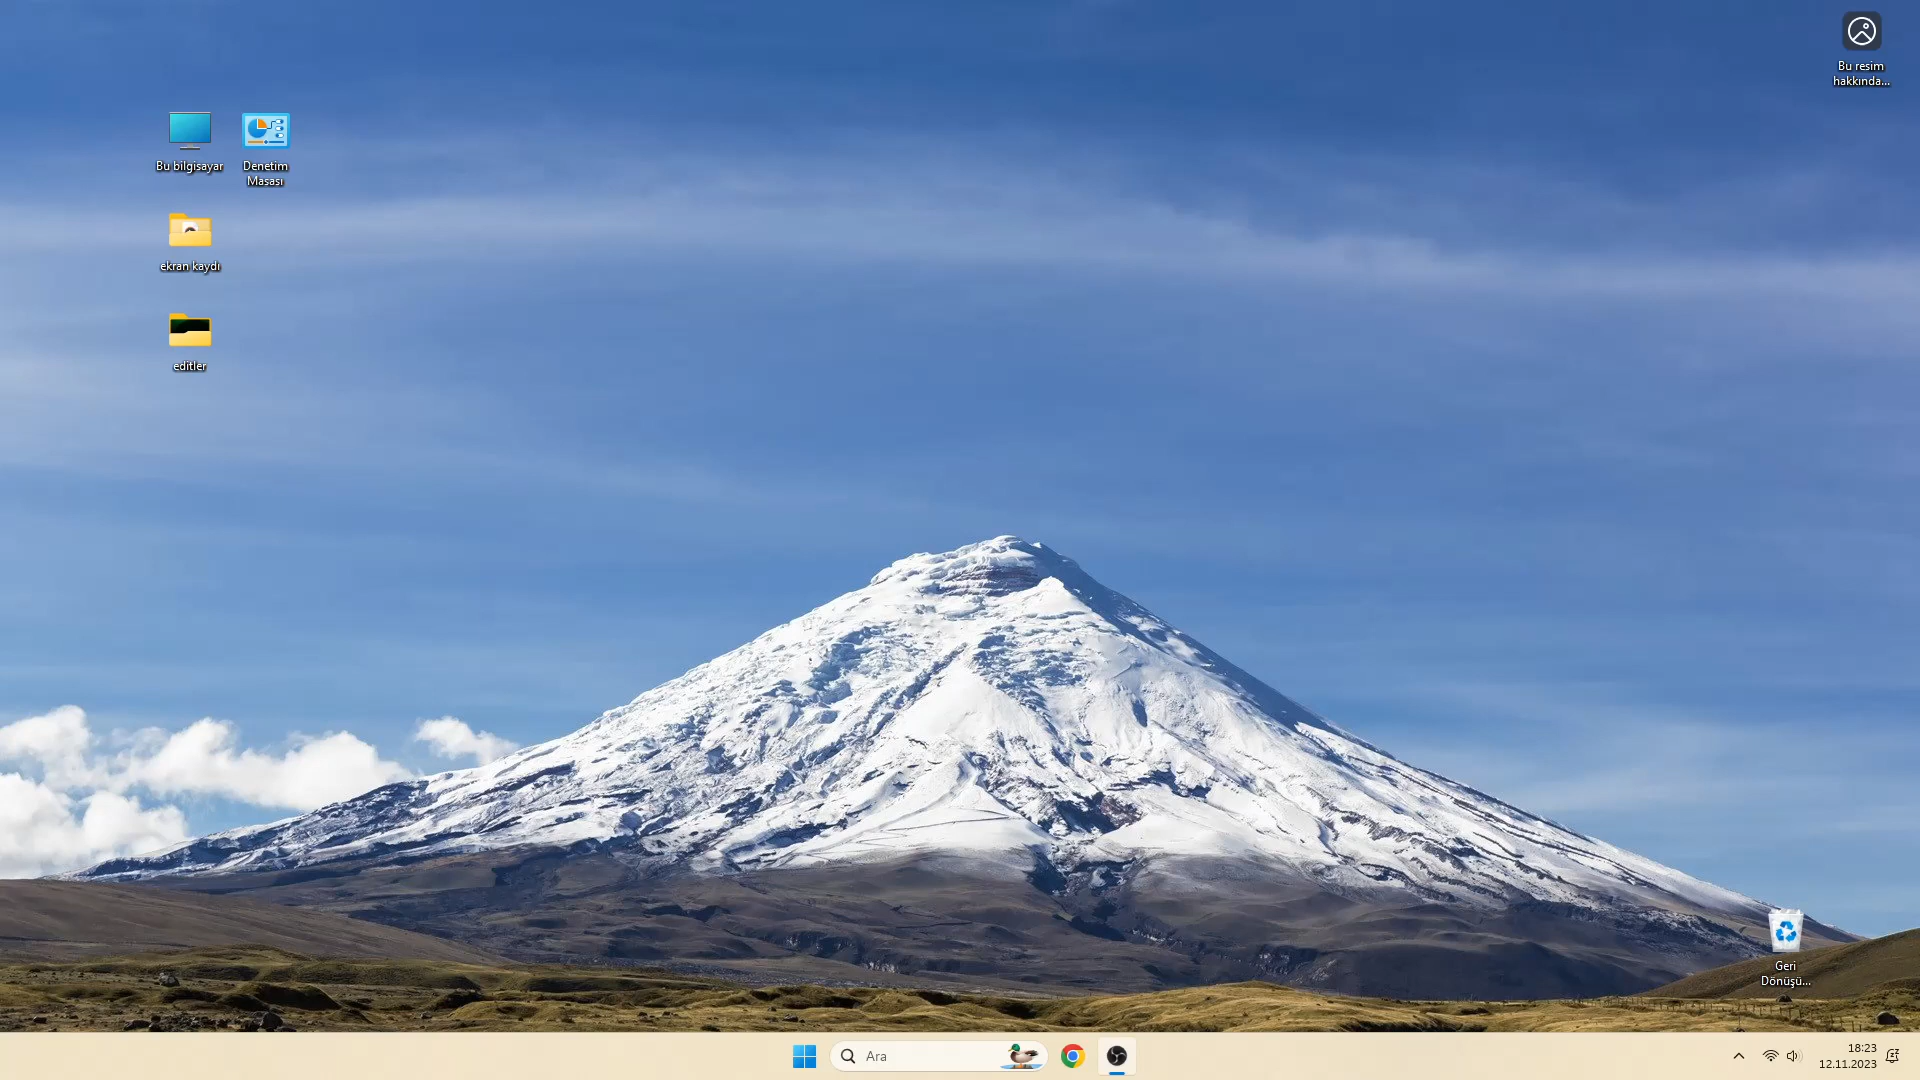 Bu resim
hakkında...
Bu bilgisayar
Denetim
Masası
ekran kaydı
editler
Geri
Dönüşü...
Ara
18:23
12.11.2023